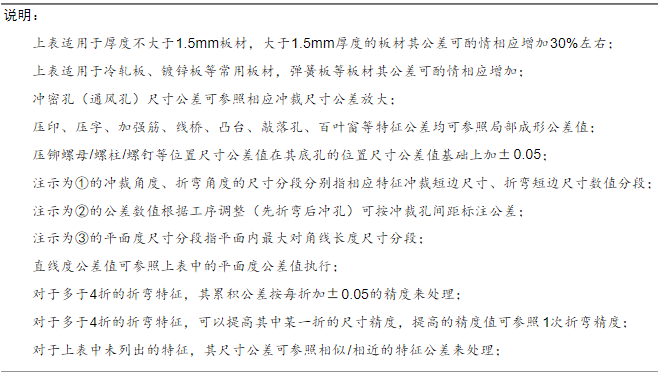 说明：
上表适用于厚度不大于1.5mm板材，大于1.5mm厚度的板材其公差可酌情相应增加30%左右；
上表适用于冷轧板、镀锌板等常用板材，弹簧板等板材其公差可酌情相应增加；
冲密孔（通风孔）尺寸公差可参照相应冲裁尺寸公差放大；
压印、压字、加强筋、线桥、凸台、敲落孔、百叶窗等特征公差均可参照局部成形公差值；
压铆螺母/螺柱/螺钉等位置尺寸公差值在其底孔的位置尺寸公差值基础上加±0.05；
注示为①的冲裁角度、折弯角度的尺寸分段分别指相应特征冲裁短边尺寸、折弯短边尺寸数值分段；
注示为②的公差数值根据工序调整（先折弯后冲孔）可按冲裁孔间距标注公差；
注示为③的平面度尺寸分段指平面内最大对角线长度尺寸分段；
直线度公差值可参照上表中的平面度公差值执行；
对于多于4折的折弯特征，其累积公差按每折加±0.05的精度来处理；
对于多于4折的折弯特征，可以提高其中某一折的尺寸精度，提高的精度值可参照1次折弯精度；
对于上表中未列出的特征，其尺寸公差可参照相似/相近的特征公差来处理；